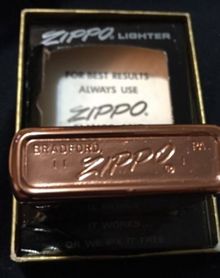 ZIPPO LIGHTER
FOR BEST RESULTS
ALWAYS USE
ZIPPO
BRADFORD, PA.
ZIPPO ®
IT WORKS...
OR WE FIX IT FREE